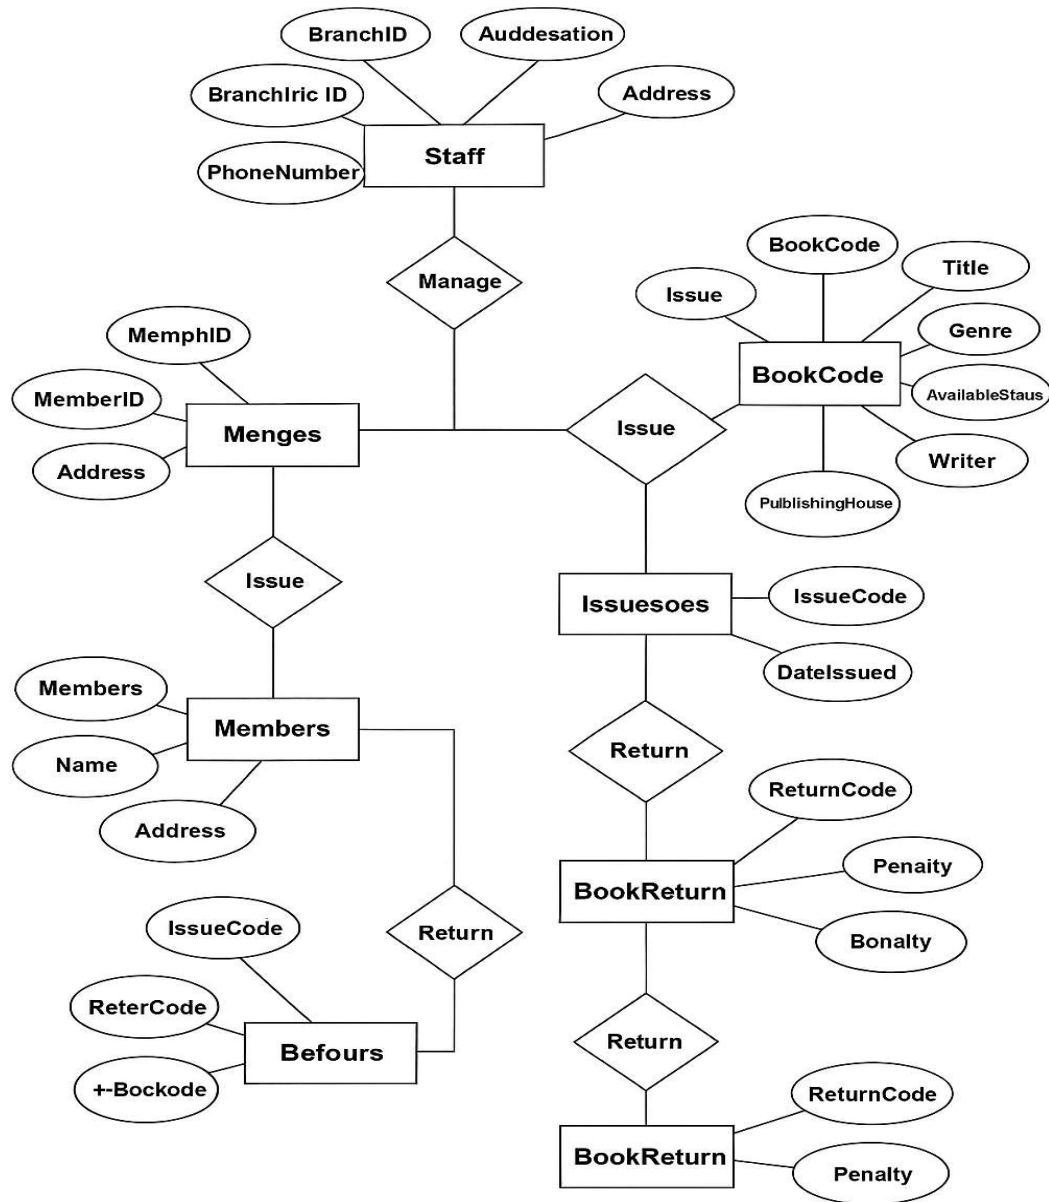 BranchID
Auddesation
BranchIric ID
Address
Staff
PhoneNumber
Manage
BookCode
Title
Issue
Genre
MemphID
BookCode
MemberID
AvailableStaus
Menges
Issue
Address
Writer
PulblishingHouse
Issue
IssueCode
Issuesoes
DateIssued
Members
Members
Return
Name
ReturnCode
Address
Penaity
BookReturn
IssueCode
Return
Bonalty
ReterCode
Return
Befours
+-Bockode
ReturnCode
BookReturn
Penalty